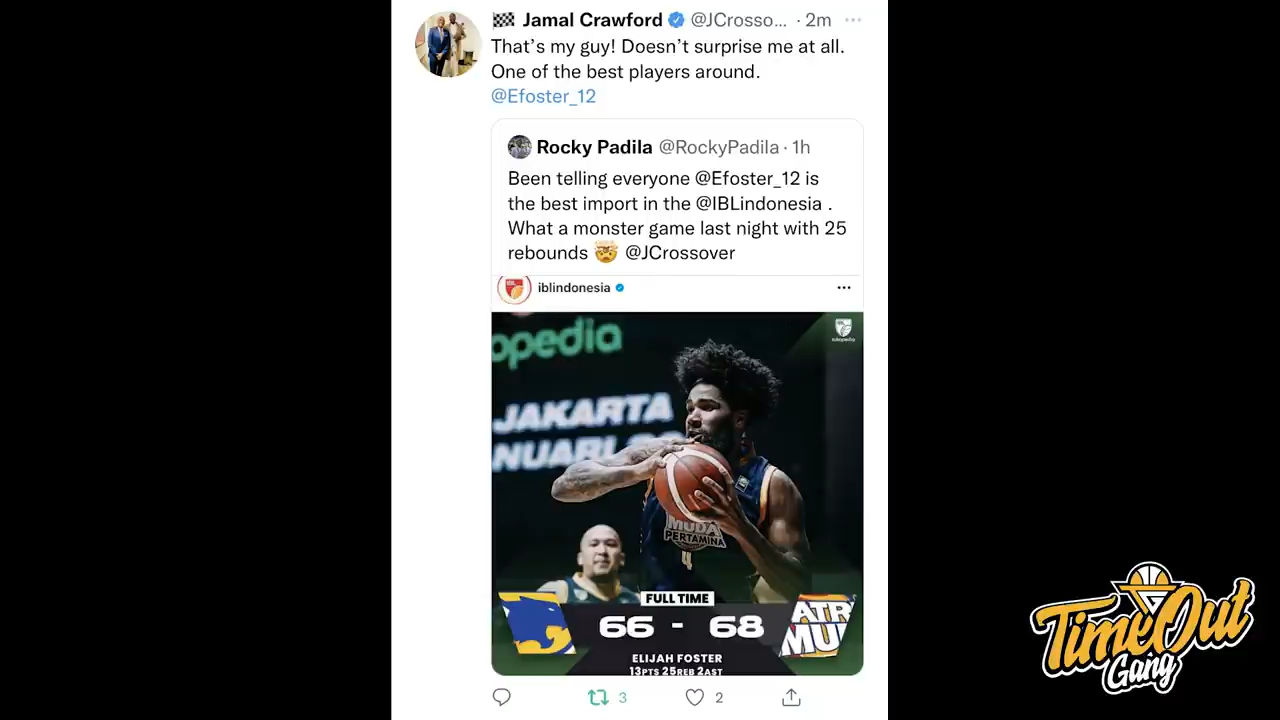 Jamal Crawford @JCrosso... · 2m
That's my guy! Doesn't surprise me at all.
One of the best players around.
@Efoster_12
Rocky Padila @RockyPadila · 1h
Been telling everyone @Efoster_12 is
the best import in the @IBLindonesia .
What a monster game last night with 25
rebounds 🤯 @JCrossover
iblindonesia
opedia
tokopedia
JAKARTA
NUARI
MUDA
PERTAMINA
4
FULL TIME
66 - 68
ATR
MU
ELIJAH FOSTER
13PTS 25REB 2AST
3
2
TimeOut
Gang